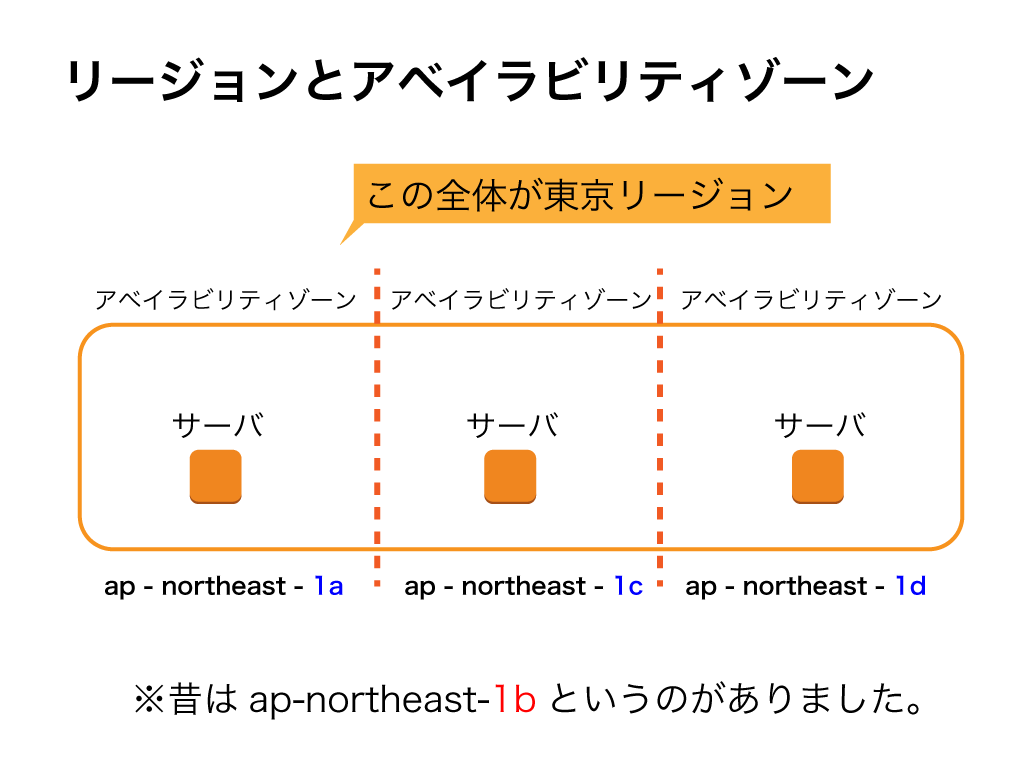 リージョンとアベイラビリティゾーン
この全体が東京リージョン
アベイラビリティゾーン アベイラビリティゾーン アベイラビリティゾーン
サーバ サーバ サーバ
ap - northeast - 1a ap - northeast - 1c ap - northeast - 1d
※昔は ap-northeast-1b というのがありました。